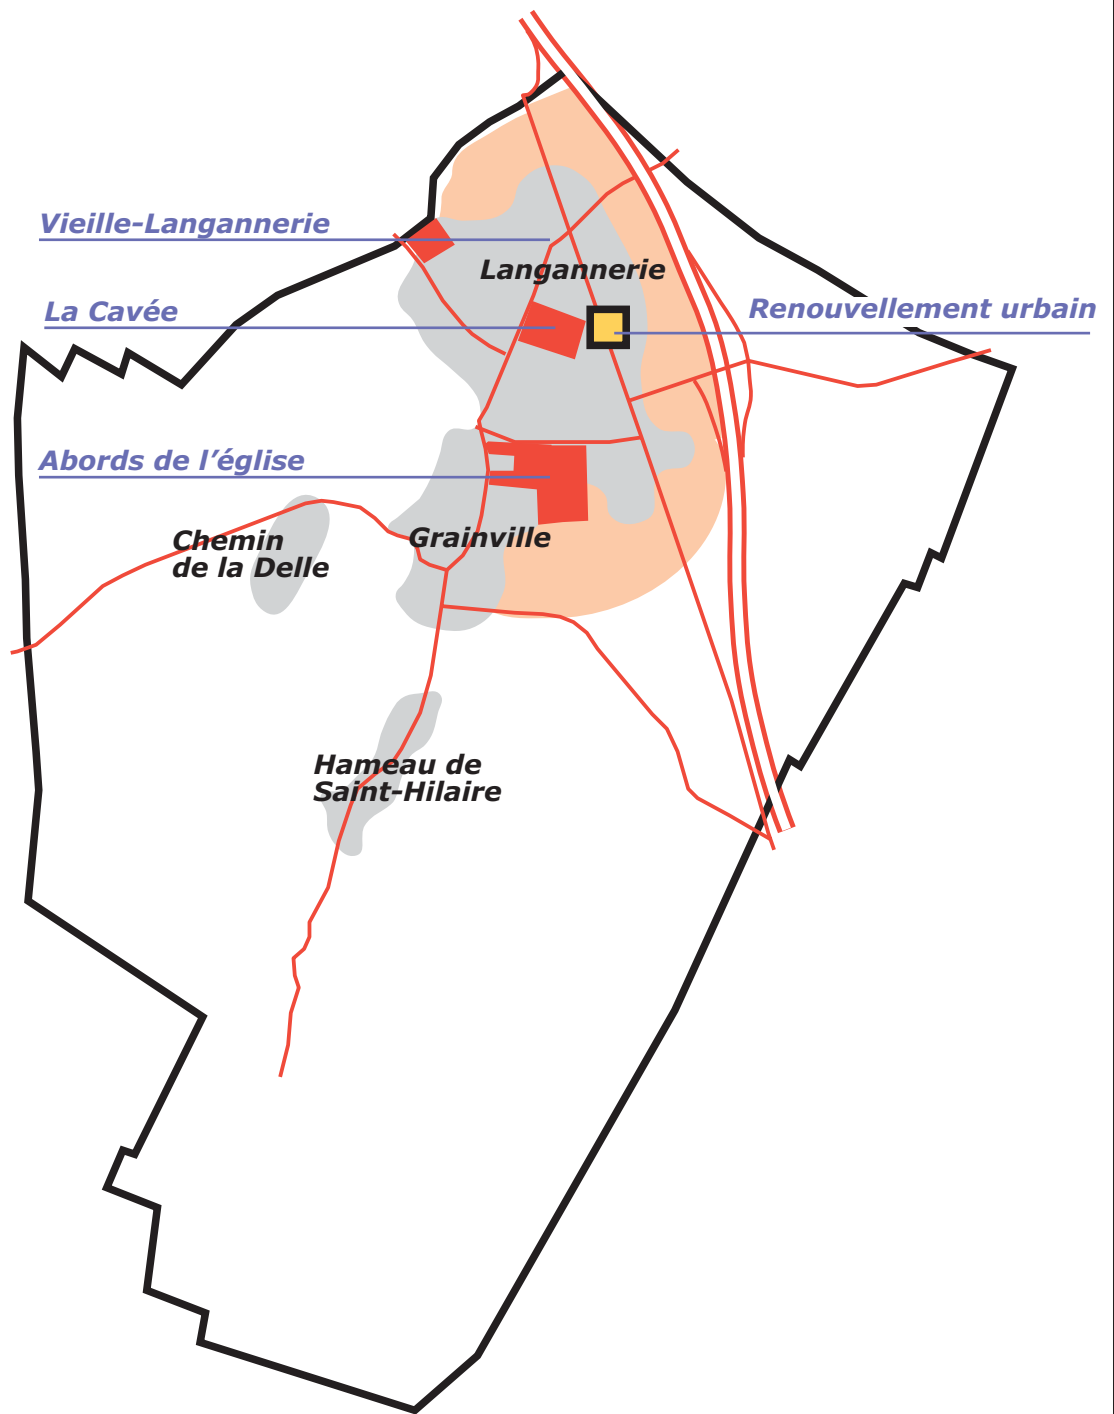 Vieille-Langannerie
Langannerie
La Cavée
Renouvellement urbain
Abords de l’église
Chemin
de la Delle
Grainville
Hameau de
Saint-Hilaire